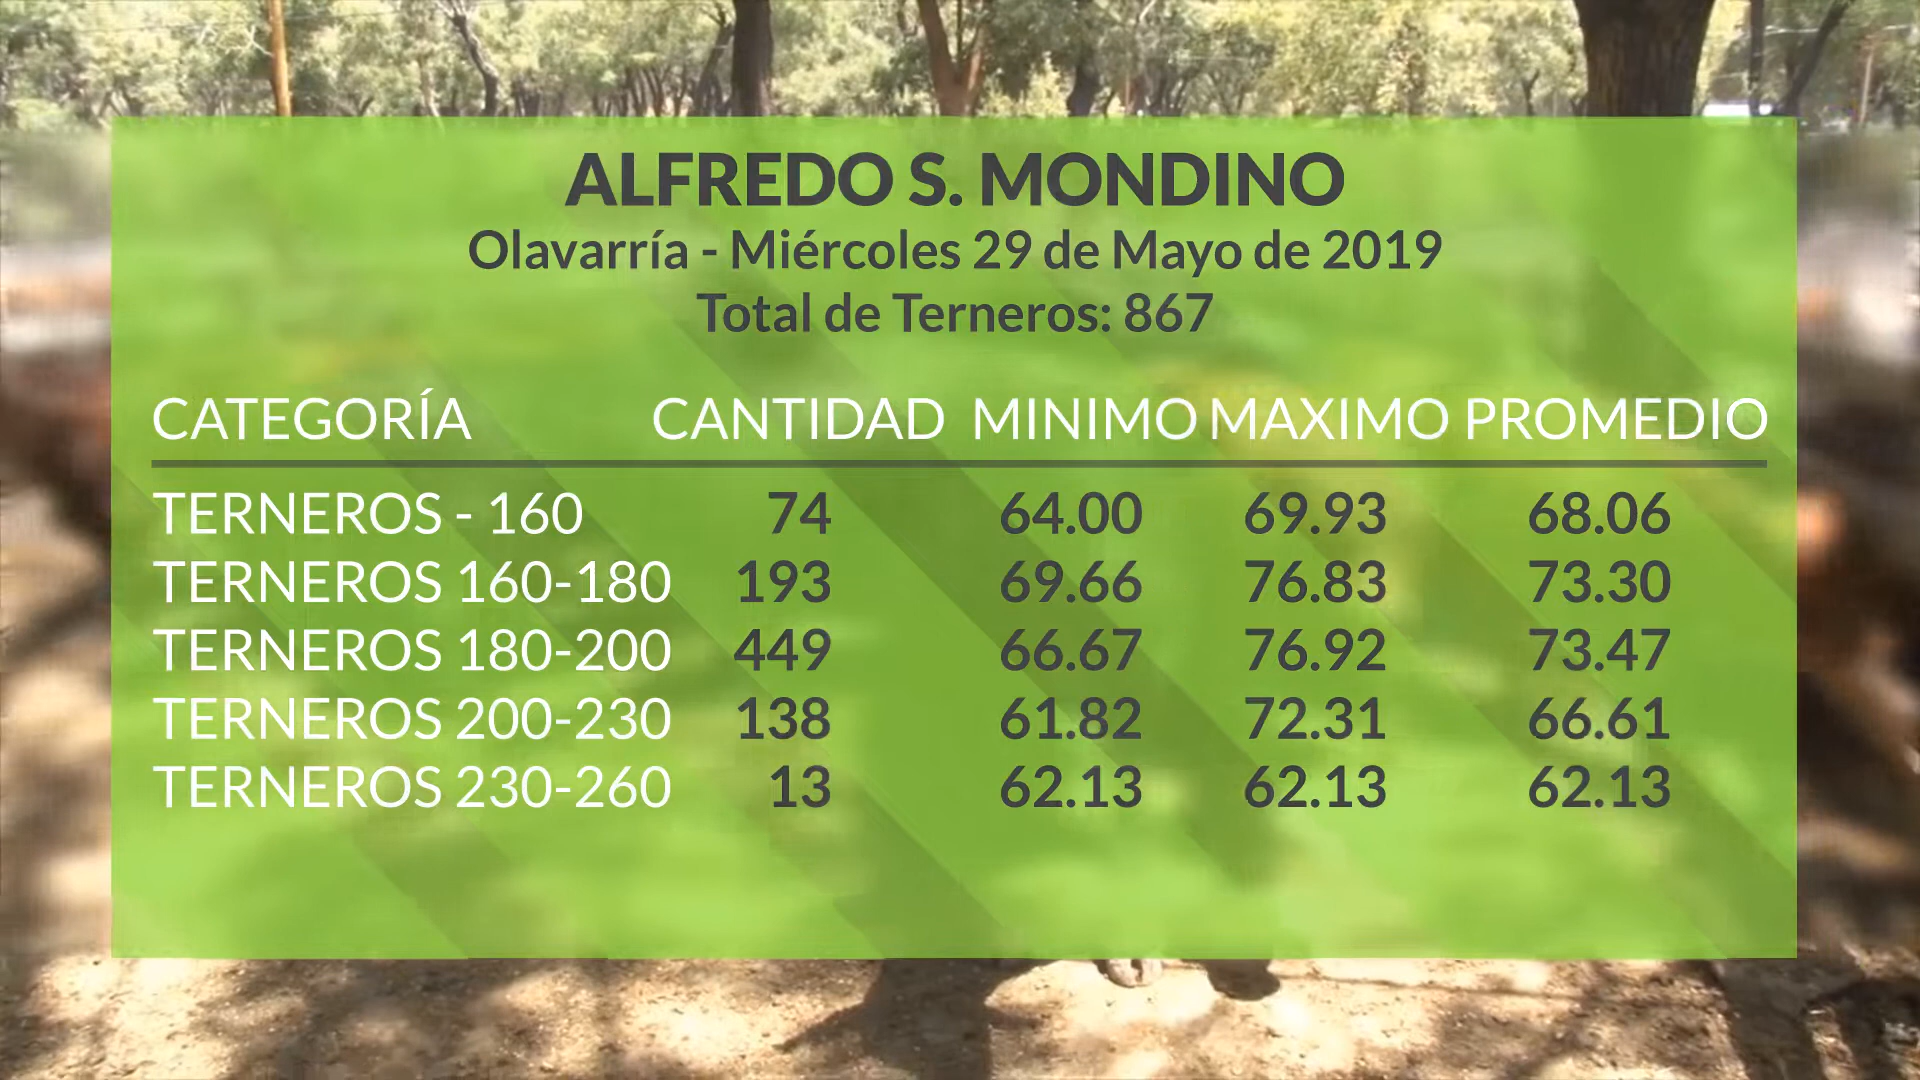 ALFREDO S. MONDINO
Olavarría - Miércoles 29 de Mayo de 2019
Total de Terneros: 867
CATEGORÍA CANTIDAD MINIMO MAXIMO PROMEDIO
TERNEROS - 160 74 64.00 69.93 68.06
TERNEROS 160-180 193 69.66 76.83 73.30
TERNEROS 180-200 449 66.67 76.92 73.47
TERNEROS 200-230 138 61.82 72.31 66.61
TERNEROS 230-260 13 62.13 62.13 62.13